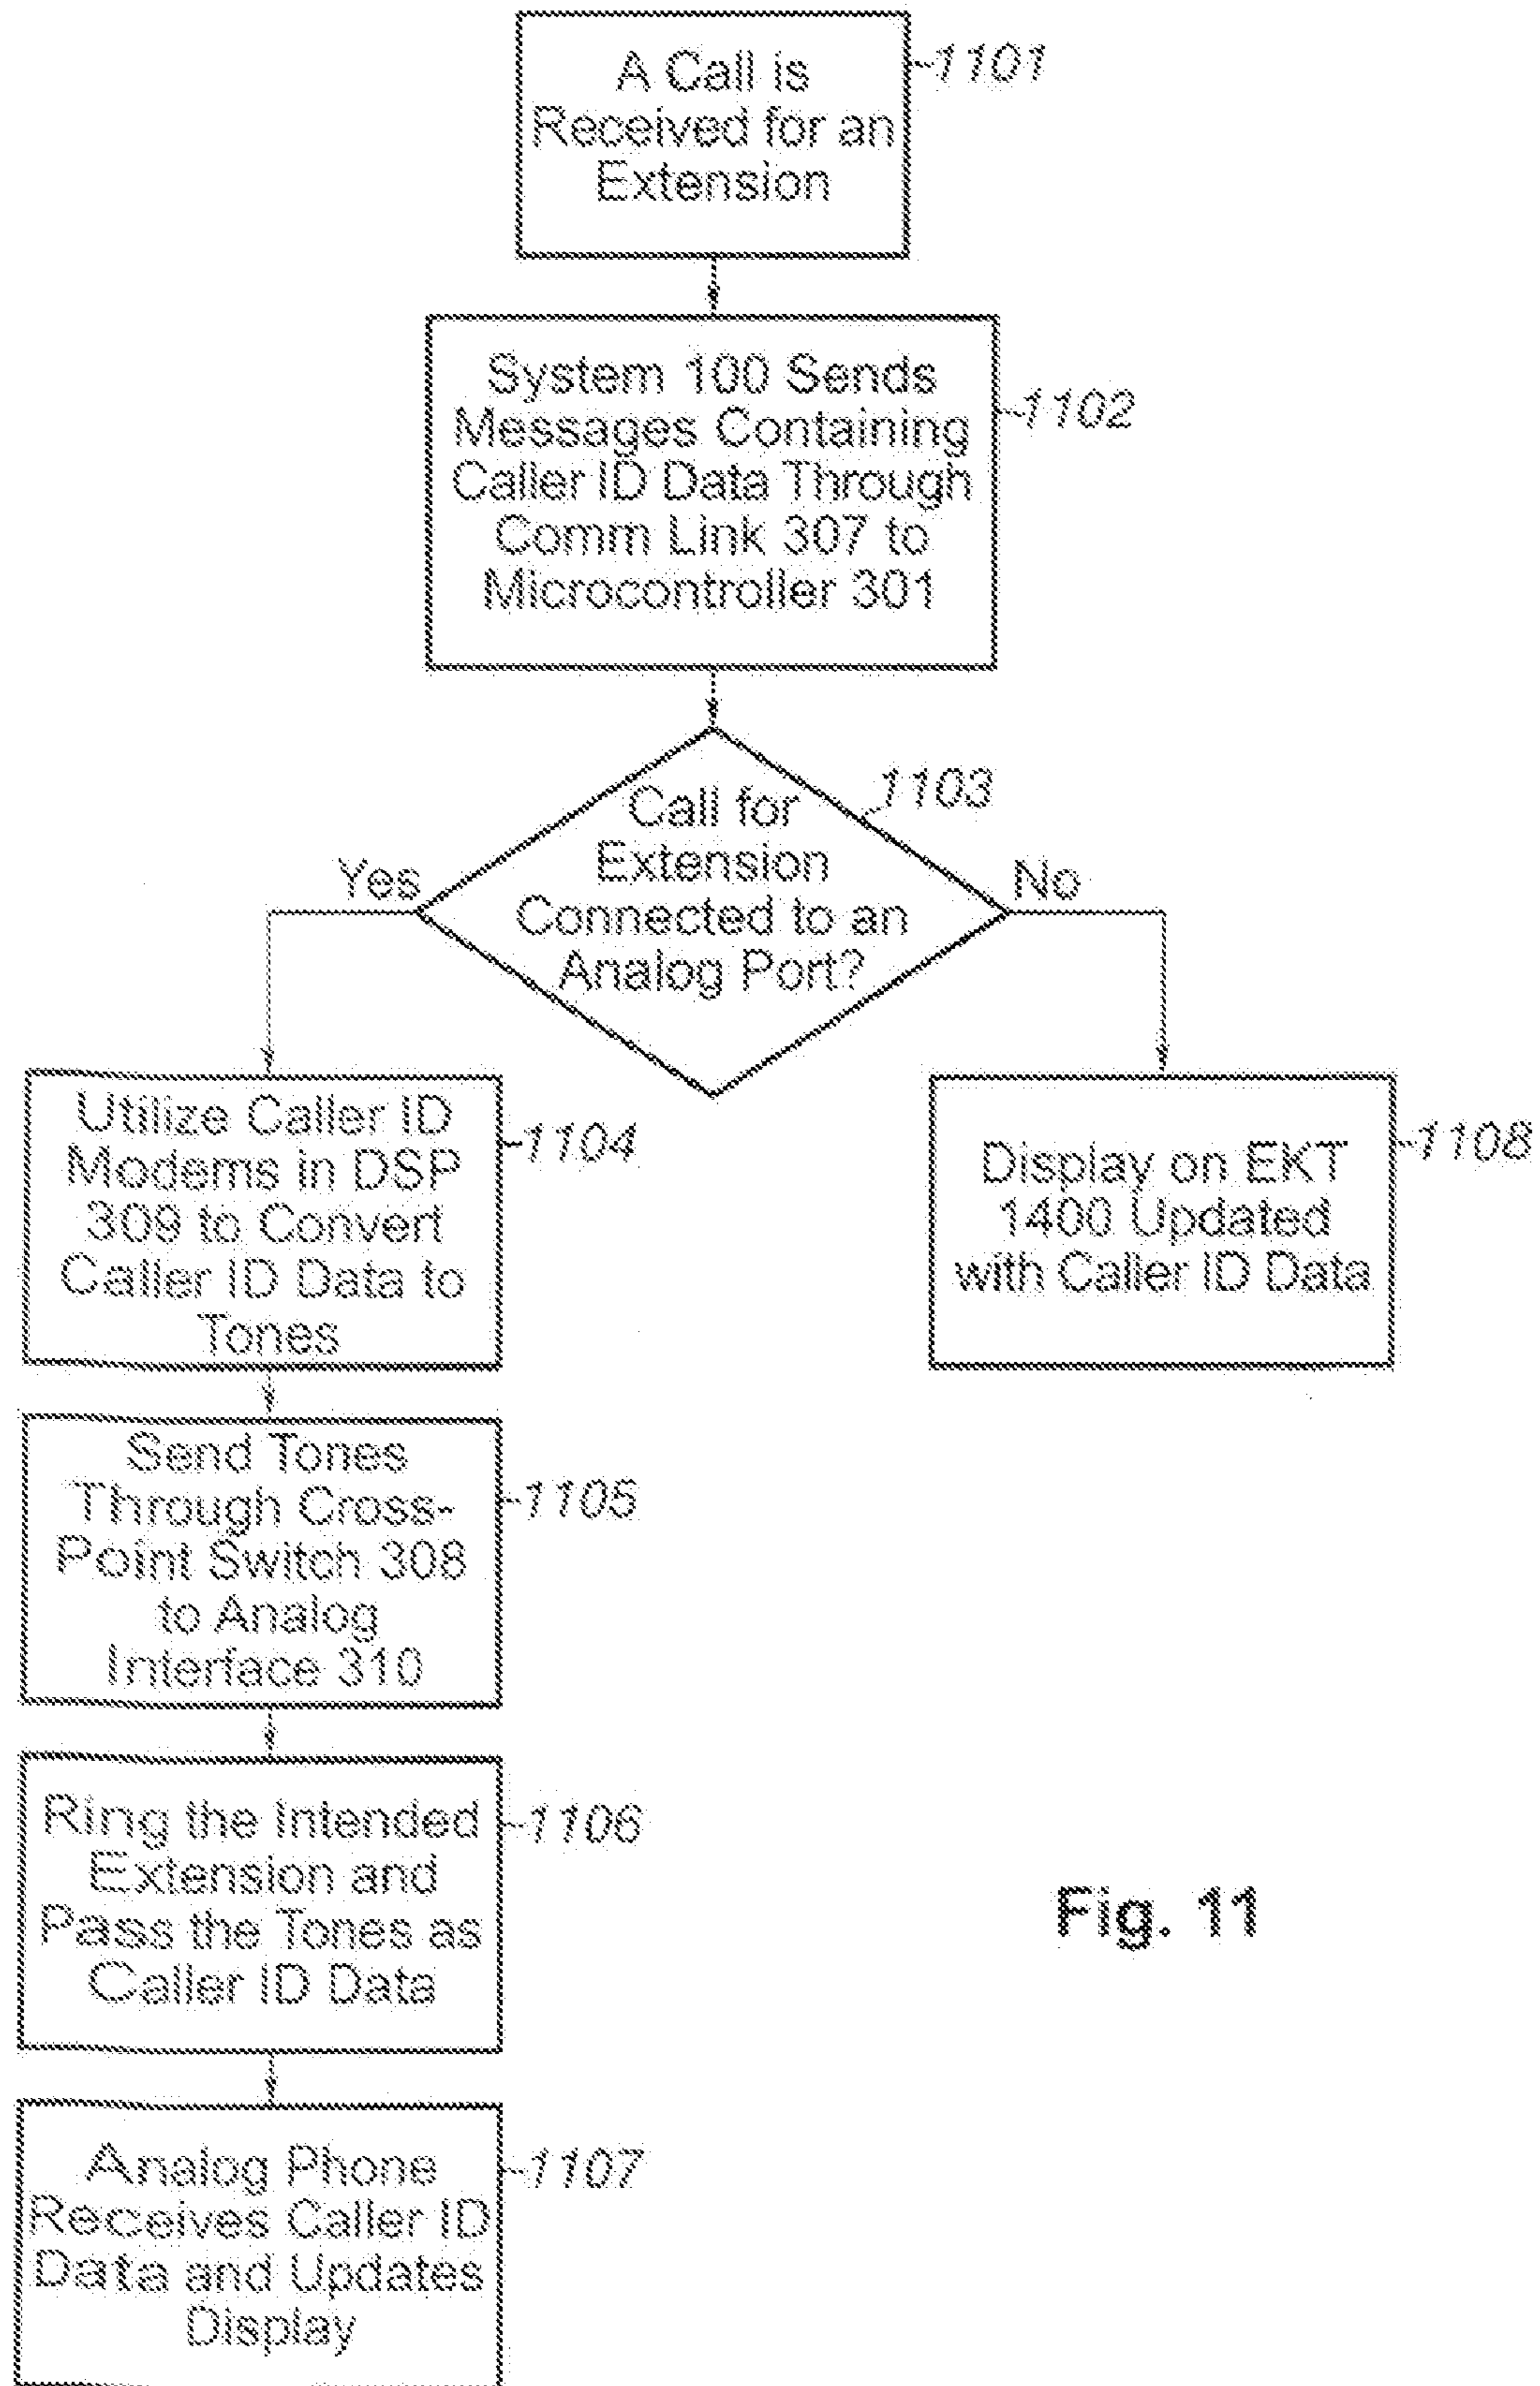 A Call is
Received for an
Extension
1101
System 100 Sends
Messages Containing
Caller ID Data Through
Comm Link 307 to
Microcontroller 301
1102
Call for
Extension
Connected to an
Analog Port?
1103
Yes
No
Utilize Caller ID
Modems in DSP
309 to Convert
Caller ID Data to
Tones
1104
Display on EKT
1400 Updated
with Caller ID Data
1108
Send Tones
Through Cross-
Point Switch 308
to Analog
Interface 310
1105
Ring the Intended
Extension and
Pass the Tones as
Caller ID Data
1106
Fig. 11
Analog Phone
Receives Caller ID
Data and Updates
Display
1107